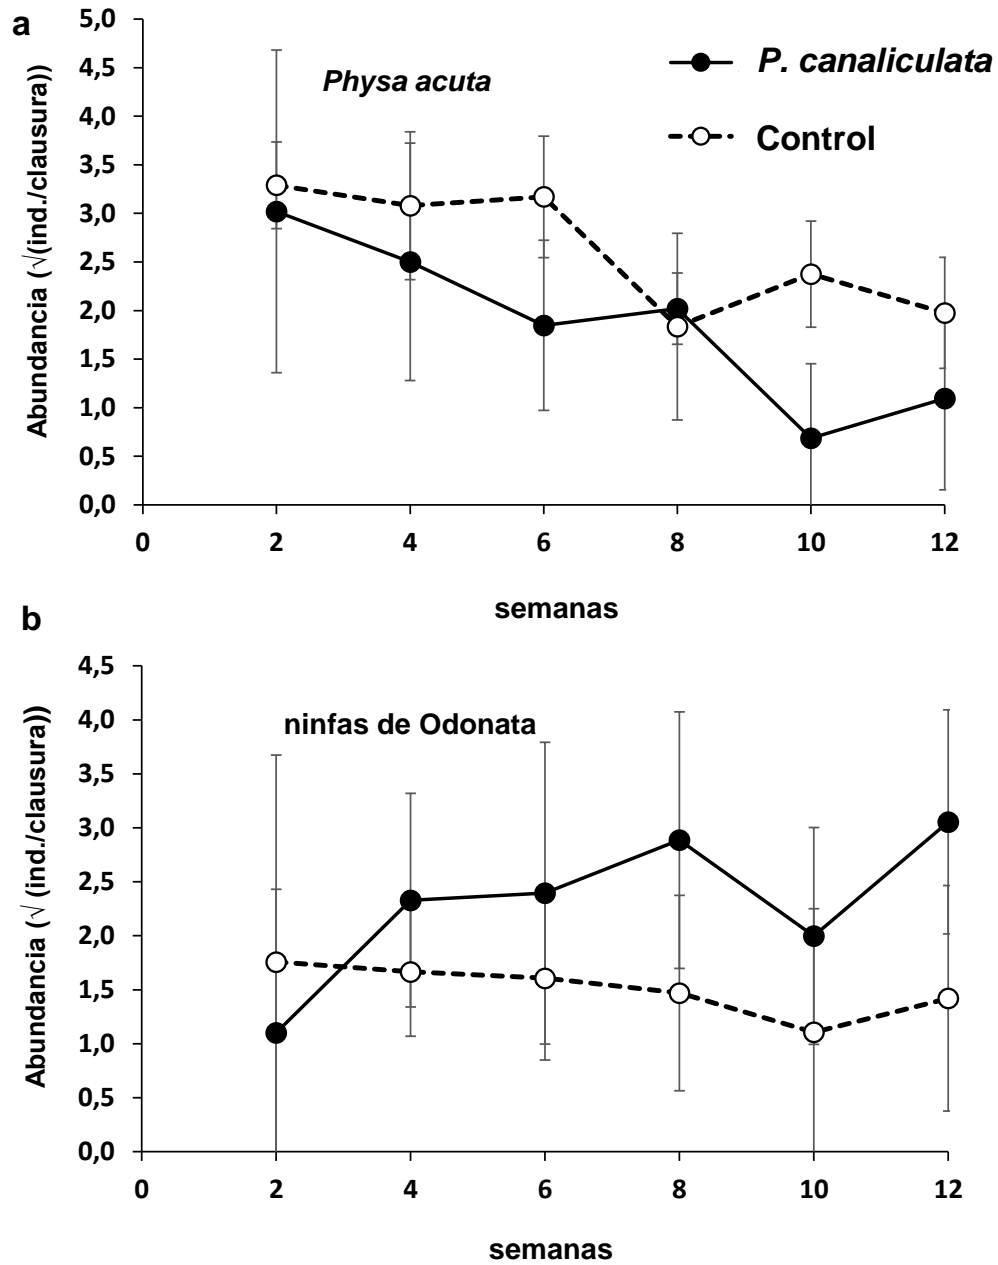 a
Abundancia (√(ind./clausura))
5,0
4,5
4,0
3,5
3,0
2,5
2,0
1,5
1,0
0,5
0,0
Physa acuta
P. canaliculata
Control
0 2 4 6 8 10 12
semanas
b
Abundancia (√ (ind./clausura))
4,5
4,0
3,5
3,0
2,5
2,0
1,5
1,0
0,5
0,0
ninfas de Odonata
0 2 4 6 8 10 12
semanas